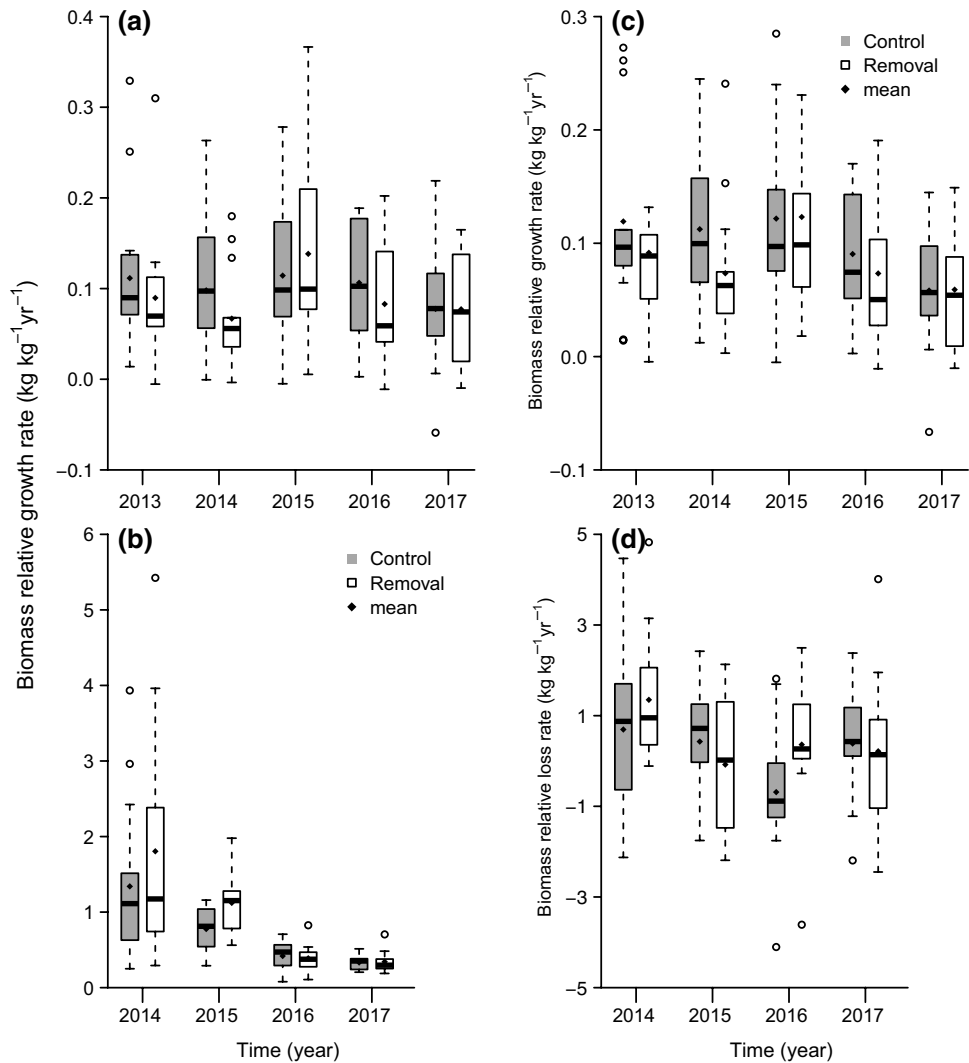 (a)
Biomass relative growth rate (kg kg⁻¹yr⁻¹)
0.4
0.3
0.2
0.1
0.0
−0.1
2013 2014 2015 2016 2017
(c)
Biomass relative growth rate (kg kg⁻¹yr⁻¹)
Control
Removal
mean
0.3
0.2
0.1
0.0
−0.1
2013 2014 2015 2016 2017
(b)
Control
Removal
mean
6
5
4
3
2
1
0
2014 2015 2016 2017
Time (year)
(d)
Biomass relative loss rate (kg kg⁻¹yr⁻¹)
5
3
1
−1
−3
−5
2014 2015 2016 2017
Time (year)